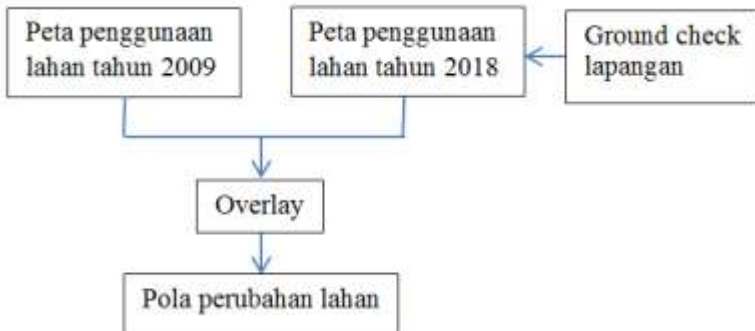 Peta penggunaan
lahan tahun 2009
Peta penggunaan
lahan tahun 2018
Ground check
lapangan
Overlay
Pola perubahan lahan